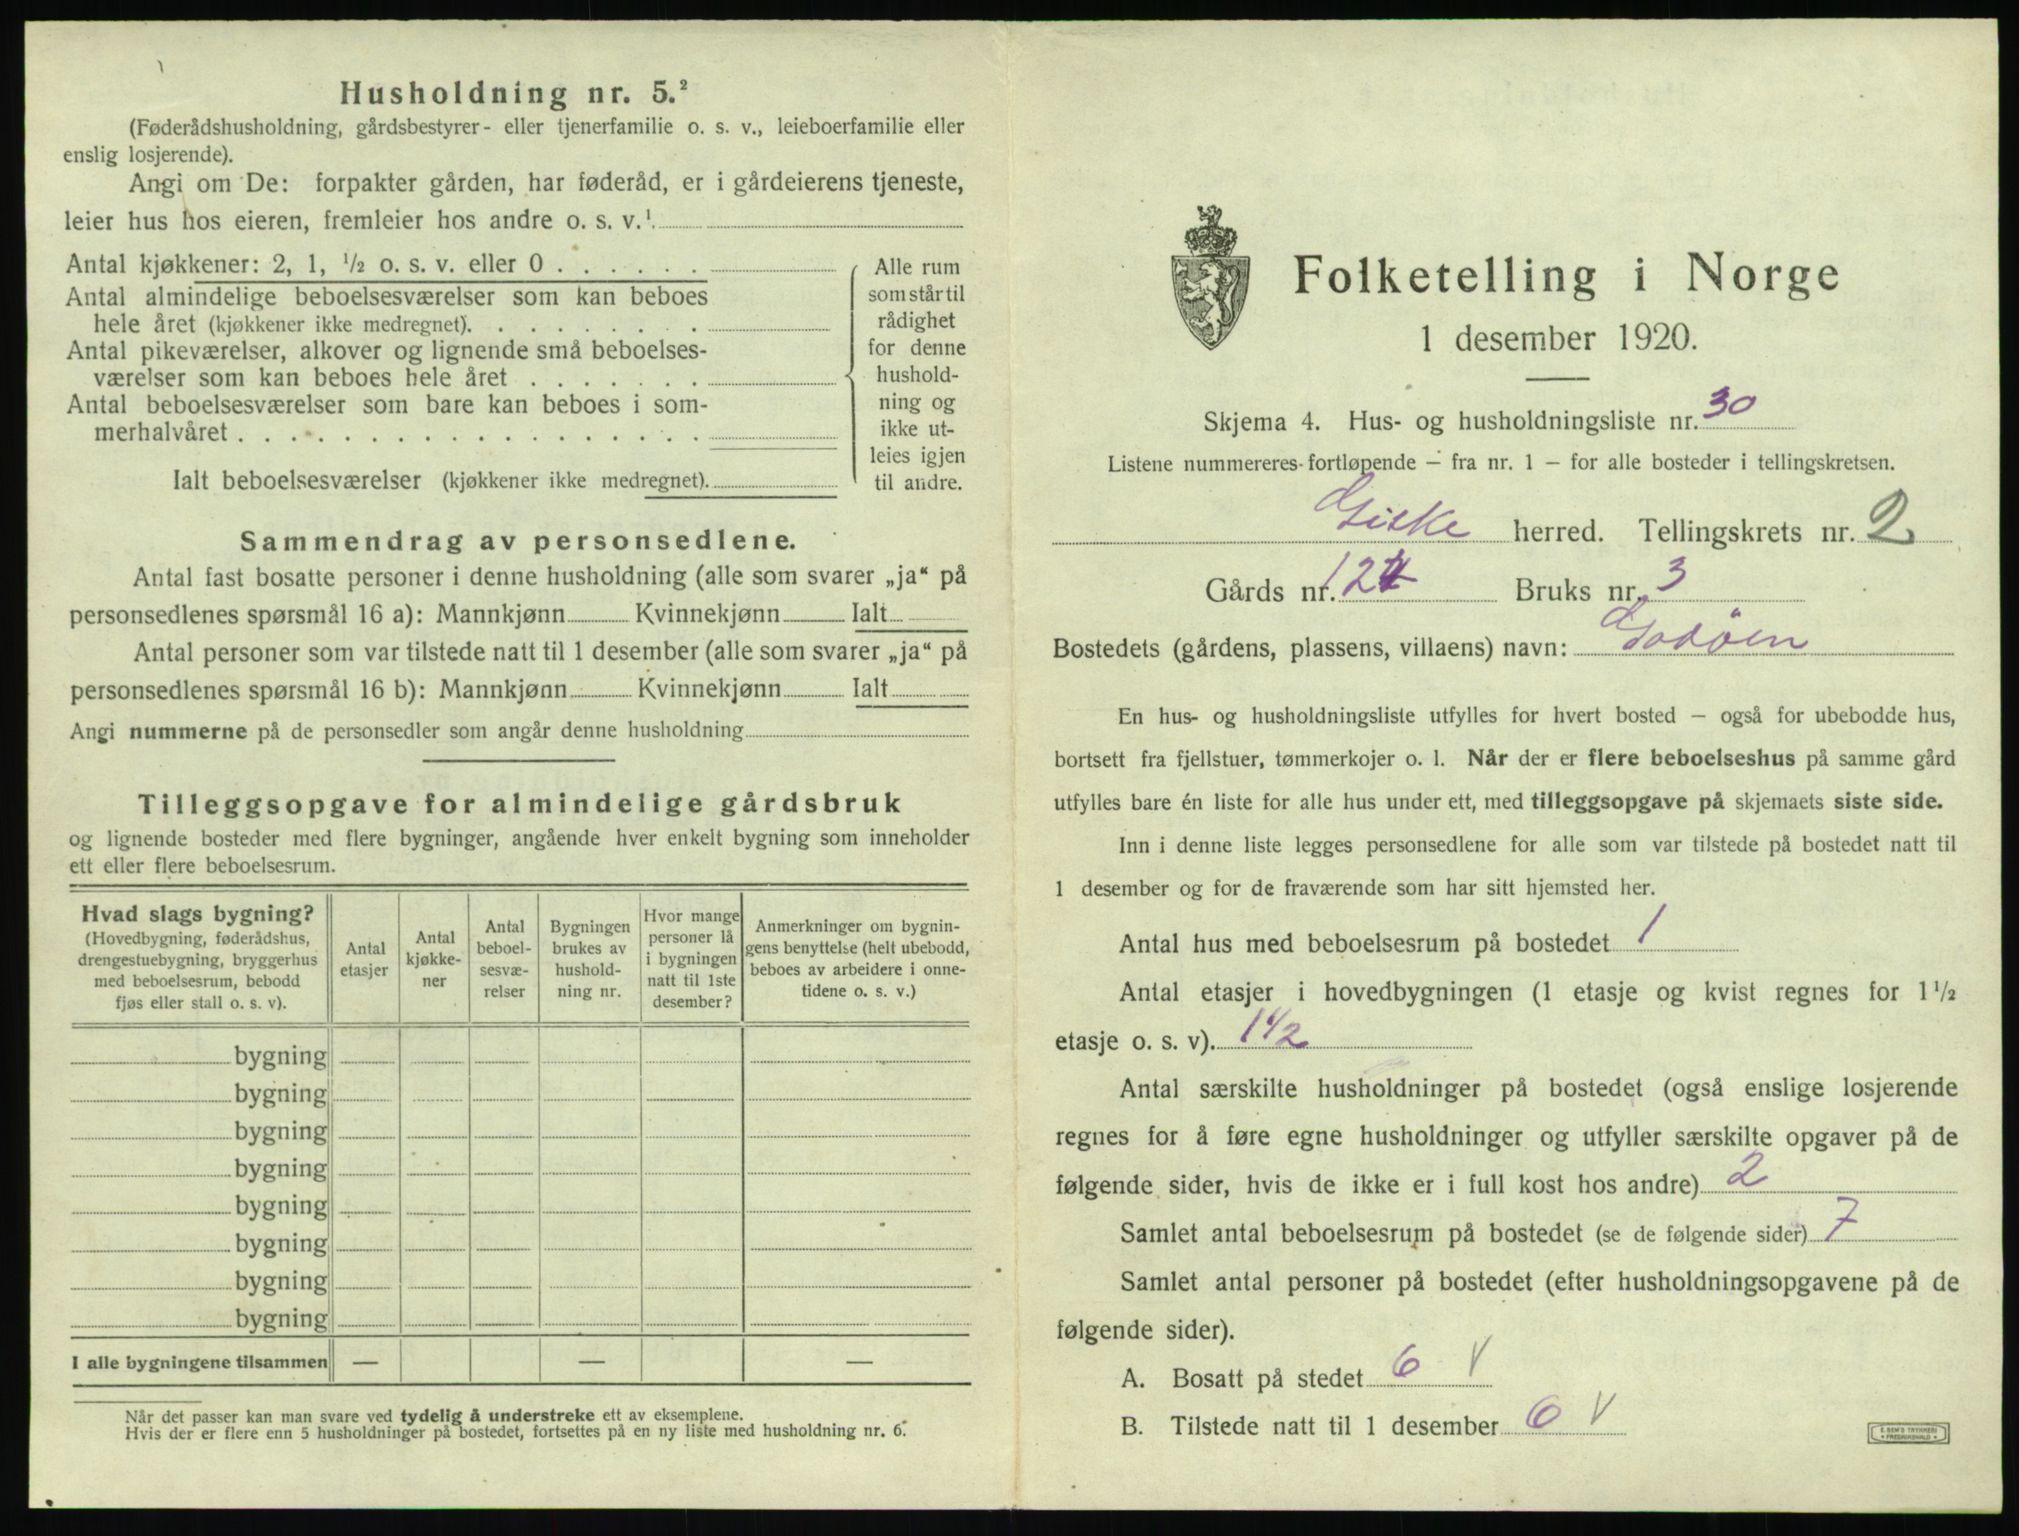 Husholdning nr. 5.²
(Føderådshusholdning, gårdsbestyrer- eller tjenerfamilie o. s. v., leieboerfamilie eller
enslig losjerende).
Angi om De: forpakter gården, har føderåd, er i gårdeierens tjeneste,
leier hus hos eieren, fremleier hos andre o. s. v.¹
Antal kjøkkener: 2, 1, ½ o. s. v. eller 0 . . . . . .
Antal almindelige beboelsesværelser som kan beboes
hele året (kjøkkener ikke medregnet). . . . . . . . .
Antal pikeværelser, alkover og lignende små beboelses-
værelser som kan beboes hele året . . . . . . .
Antal beboelsesværelser som bare kan beboes i som-
merhalvåret . . . . . . . . . . . . . . . . . .
Ialt beboelsesværelser (kjøkkener ikke medregnet).
Alle rum
som står til
rådighet
for denne
hushold-
ning og
ikke ut-
leies igjen
til andre.
Sammendrag av personsedlene.
Antal fast bosatte personer i denne husholdning (alle som svarer „ja“ på
personsedlenes spørsmål 16 a): Mannkjønn Kvinnekjønn Ialt
Antal personer som var tilstede natt til 1 desember (alle som svarer „ja“ på
personsedlenes spørsmål 16 b): Mannkjønn Kvinnekjønn Ialt
Angi nummerne på de personsedler som angår denne husholdning
Tilleggsopgave for almindelige gårdsbruk
og lignende bosteder med flere bygninger, angående hver enkelt bygning som inneholder
ett eller flere beboelsesrum.
Hvad slags bygning?
(Hovedbygning, føderådshus,
drengestuebygning, bryggerhus
med beboelsesrum, bebodd
fjøs eller stall o. s. v).
Antal
etasjer
Antal
kjøkke-
ner
Antal
beboel-
sesvæ-
relser
Bygningen
brukes av
hushold-
ning nr.
Hvor mange
personer lå
i bygningen
natt til 1ste
desember?
Anmerkninger om bygnin-
gens benyttelse (helt ubebodd,
beboes av arbeidere i onne-
tidene o. s. v.)
bygning
bygning
bygning
bygning
bygning
bygning
bygning
bygning
I alle bygningene tilsammen — — —
Når det passer kan man svare ved tydelig å understreke ett av eksemplene.
Hvis der er flere enn 5 husholdninger på bostedet, fortsettes på en ny liste med husholdning nr. 6.
Folketelling i Norge
1 desember 1920.
Skjema 4. Hus- og husholdningsliste nr. 30
Listene nummereres fortløpende — fra nr. 1 — for alle bosteder i tellingskretsen.
Giske herred. Tellingskrets nr. 2
Gårds nr. 124 Bruks nr. 3
Bostedets (gårdens, plassens, villaens) navn: Godöen
En hus- og husholdningsliste utfylles for hvert bosted — også for ubebodde hus,
bortsett fra fjellstuer, tømmerkojer o. l. Når der er flere beboelseshus på samme gård
utfylles bare én liste for alle hus under ett, med tilleggsopgave på skjemaets siste side.
Inn i denne liste legges personsedlene for alle som var tilstede på bostedet natt til
1 desember og for de fraværende som har sitt hjemsted her.
Antal hus med beboelsesrum på bostedet 1
Antal etasjer i hovedbygningen (1 etasje og kvist regnes for 1½
etasje o. s. v). 1½
Antal særskilte husholdninger på bostedet (også enslige losjerende
regnes for å føre egne husholdninger og utfyller særskilte opgaver på de
følgende sider, hvis de ikke er i full kost hos andre) 2
Samlet antal beboelsesrum på bostedet (se de følgende sider) 7
Samlet antal personer på bostedet (efter husholdningsopgavene på de
følgende sider).
A. Bosatt på stedet 6 V
B. Tilstede natt til 1 desember 6 V
E. SEM'S TRYKKERI
FREDRIKSHALD